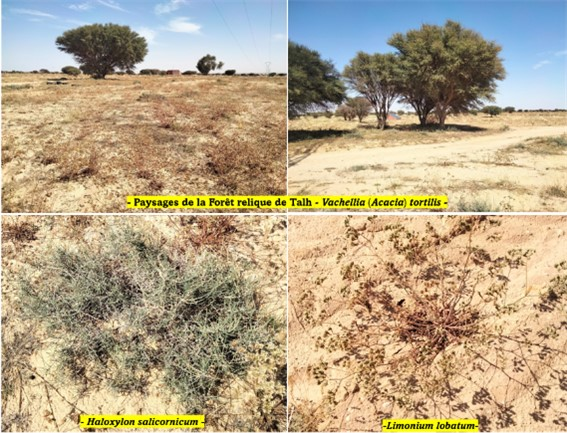 - Paysages de la Forêt relique de Talh - Vachellia (Acacia) tortilis -
- Haloxylon salicornicum -
-Limonium lobatum-